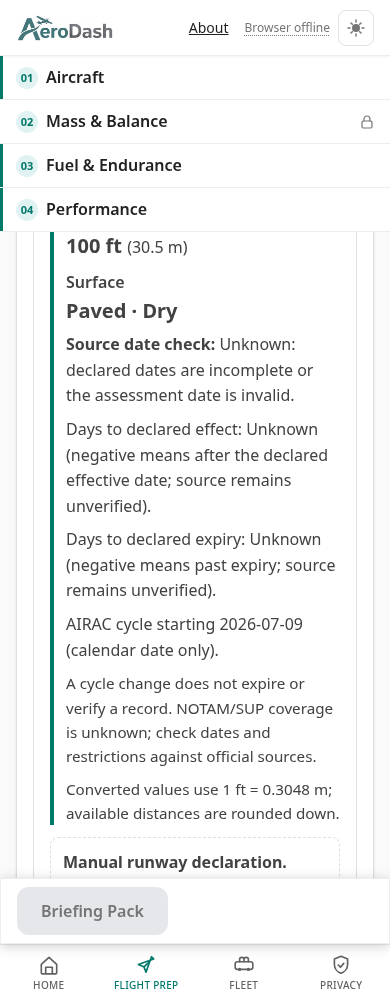 AeroDash
About
Browser offline
01 Aircraft
02 Mass & Balance
03 Fuel & Endurance
04 Performance
100 ft (30.5 m)
Surface
Paved · Dry
Source date check: Unknown:
declared dates are incomplete or
the assessment date is invalid.
Days to declared effect: Unknown
(negative means after the declared
effective date; source remains
unverified).
Days to declared expiry: Unknown
(negative means past expiry; source
remains unverified).
AIRAC cycle starting 2026-07-09
(calendar date only).
A cycle change does not expire or
verify a record. NOTAM/SUP coverage
is unknown; check dates and
restrictions against official sources.
Converted values use 1 ft = 0.3048 m;
available distances are rounded down.
Manual runway declaration.
Briefing Pack
HOME
FLIGHT PREP
FLEET
PRIVACY